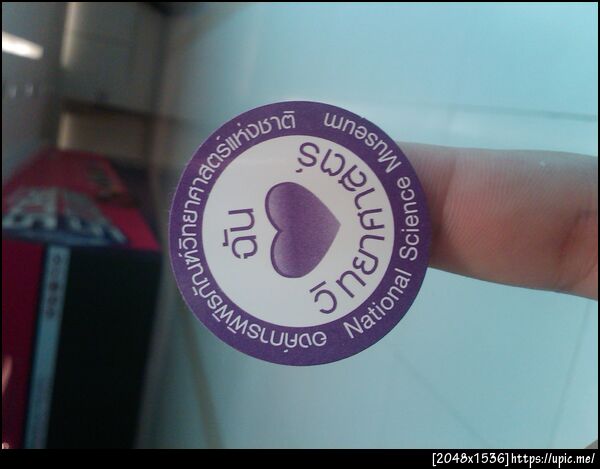 องค์การพิพิธภัณฑ์วิทยาศาสตร์แห่งชาติ
ฉัน
วิทยาศาสตร์
National Science Museum
[2048x1536]https://upic.me/